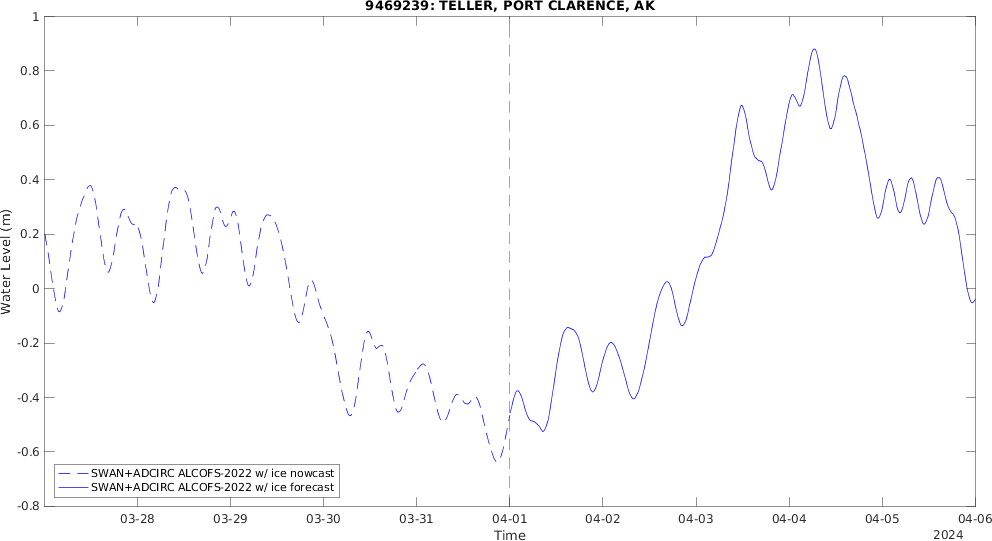 9469239: TELLER, PORT CLARENCE, AK
1
0.8
0.6
0.4
0.2
0
-0.2
-0.4
-0.6
-0.8
Water Level (m)
SWAN+ADCIRC ALCOFS-2022 w/ ice nowcast
SWAN+ADCIRC ALCOFS-2022 w/ ice forecast
03-28 03-29 03-30 03-31 04-01 04-02 04-03 04-04 04-05 04-06
Time
2024